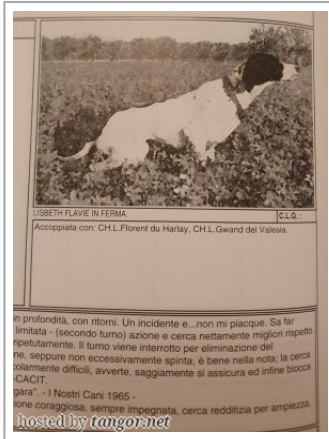 LISBETH FLAVIE IN FERMA.
C.L.Q. :
Accoppiata con: CH.L.Florent du Harlay, CH.L.Gwand del Valesia.
in profondità, con ritorni. Un incidente e...non mi piacque. Sa far
limitata - (secondo turno) azione e cerca nettamente migliori rispetto
ripetutamente. Il turno viene interrotto per eliminazione del
ne, seppure non eccessivamente spinta, è bene nella nota; la cerca
colarmente difficili, avverte, saggiamente si assicura ed infine blocca
-CACIT.
gara". - I Nostri Cani 1965 -
ione coraggiosa, sempre impegnata, cerca redditizia per ampiezza,
hosted by tangor.net